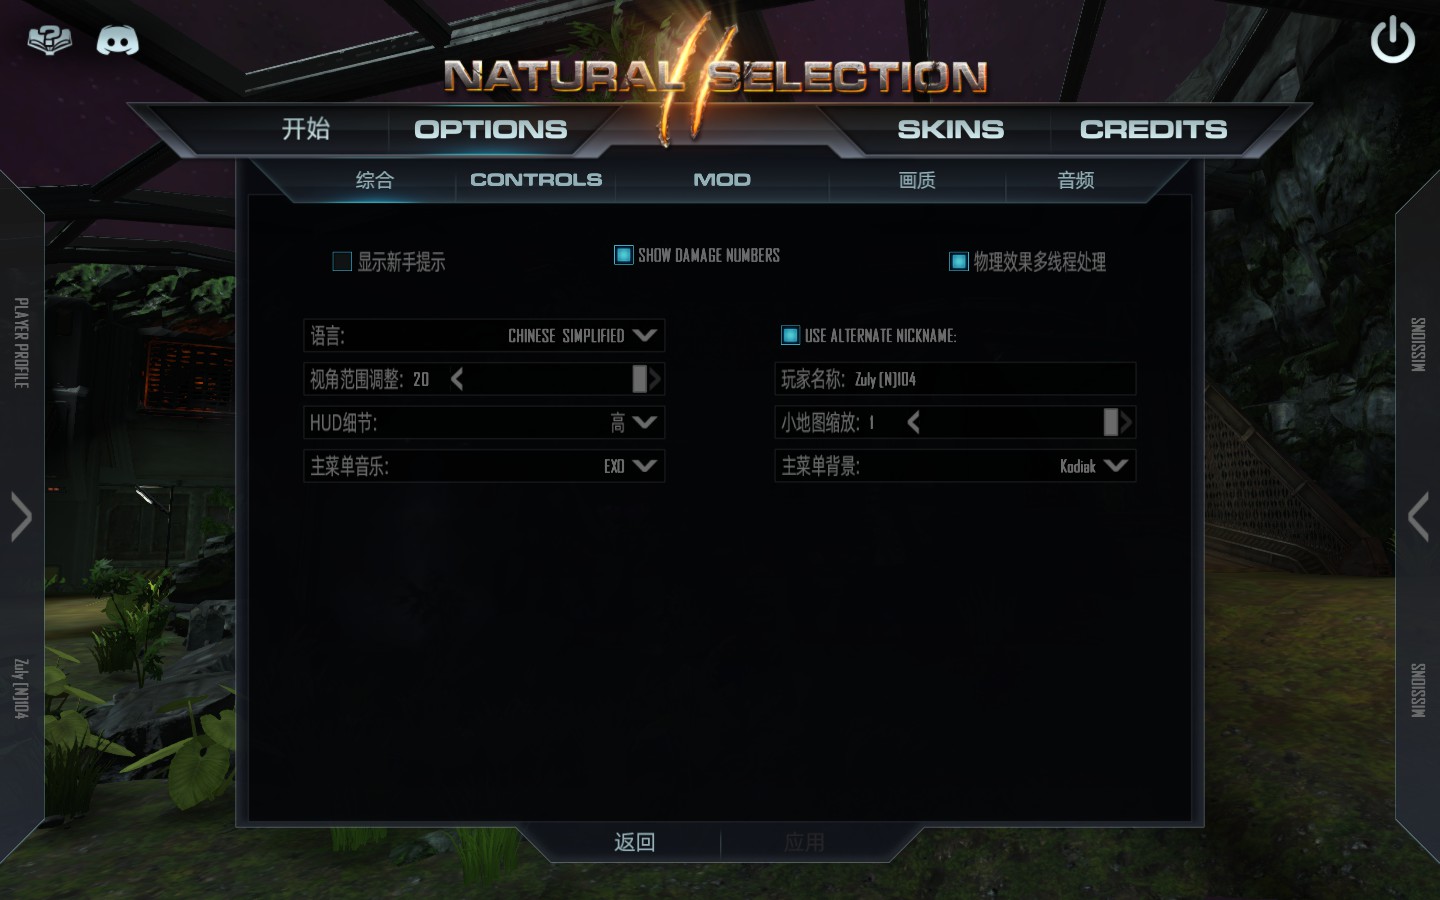 NATURAL SELECTION
开始 OPTIONS SKINS CREDITS
综合 CONTROLS MOD 画质 音频
显示新手提示 SHOW DAMAGE NUMBERS 物理效果多线程处理
语言: CHINESE SIMPLIFIED USE ALTERNATE NICKNAME:
视角范围调整: 20 玩家名称: Zuly [N]104
HUD细节: 高 小地图缩放: 1
主菜单音乐: EXO 主菜单背景: Kodiak
返回 应用
PLAYER PROFILE
Zuly [N]104
MISSIONS
MISSIONS